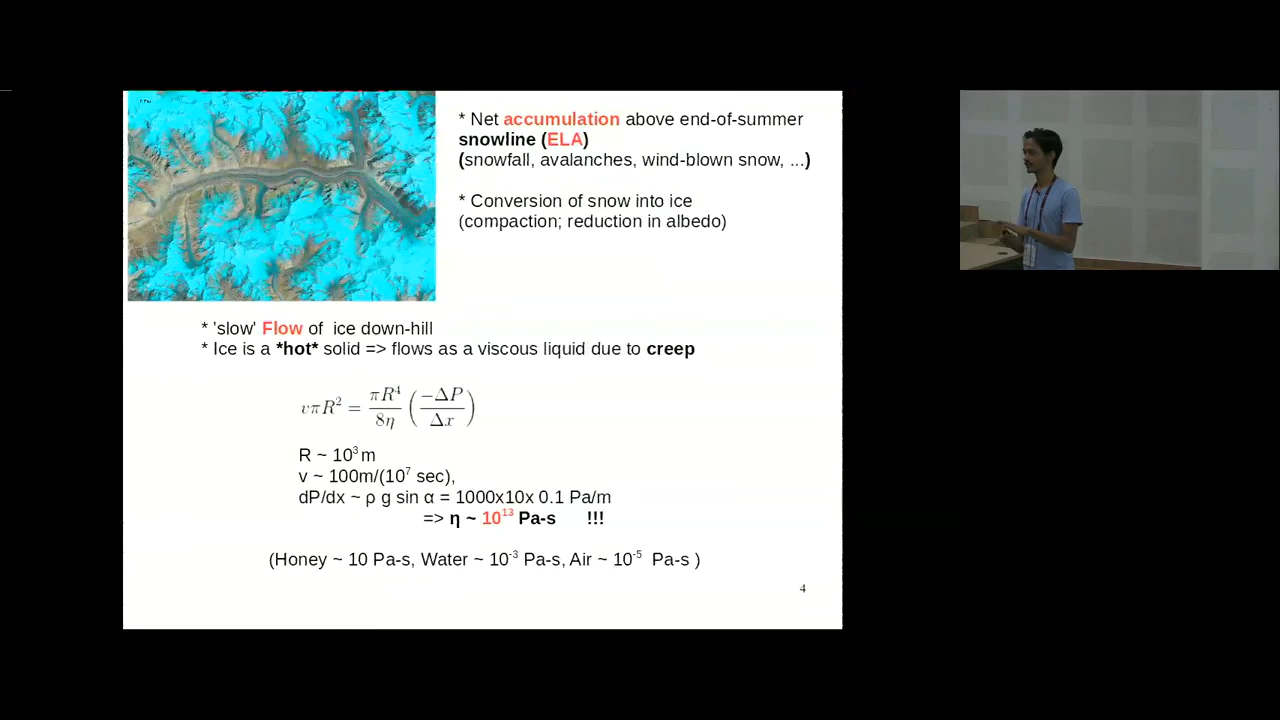 * Net accumulation above end-of-summer
snowline (ELA)
(snowfall, avalanches, wind-blown snow, ...)
* Conversion of snow into ice
(compaction; reduction in albedo)
* 'slow' Flow of ice down-hill
* Ice is a *hot* solid => flows as a viscous liquid due to creep
vπR² = πR⁴/8η (−ΔP/Δx)
R ~ 10³ m
v ~ 100m/(10⁷ sec),
dP/dx ~ ρ g sin α = 1000x10x 0.1 Pa/m
=> η ~ 10¹³ Pa-s !!!
(Honey ~ 10 Pa-s, Water ~ 10⁻³ Pa-s, Air ~ 10⁻⁵ Pa-s )
4